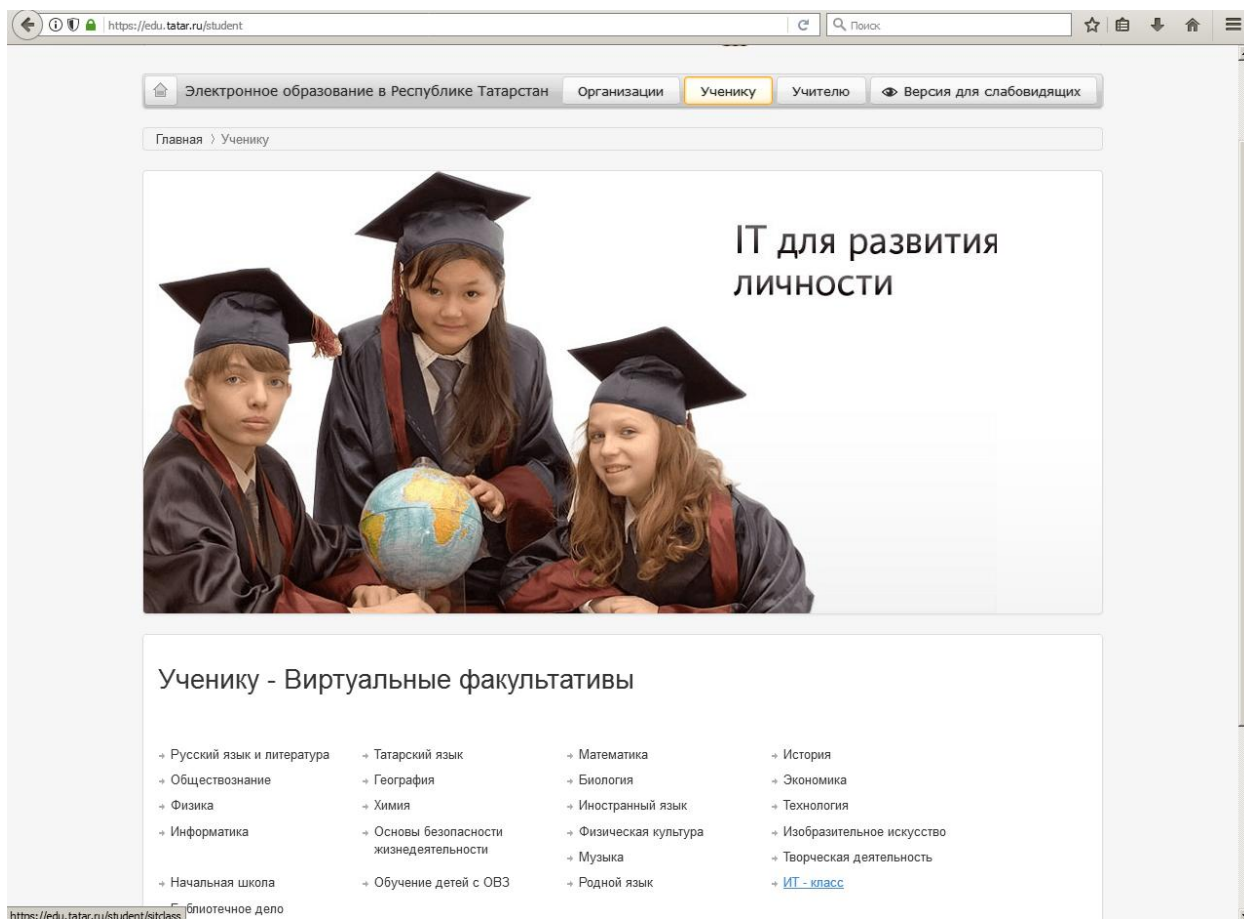 https://edu.tatar.ru/student
Поиск
Электронное образование в Республике Татарстан Организации Ученику Учителю Версия для слабовидящих
Главная 〉 Ученику
IT для развития
личности
Ученику - Виртуальные факультативы
Русский язык и литература Татарский язык Математика История
Обществознание География Биология Экономика
Физика Химия Иностранный язык Технология
Информатика Основы безопасности Физическая культура Изобразительное искусство
жизнедеятельности
Музыка Творческая деятельность
Начальная школа Обучение детей с ОВЗ Родной язык ИТ - класс
блиотечное дело
https://edu.tatar.ru/student/sitclass